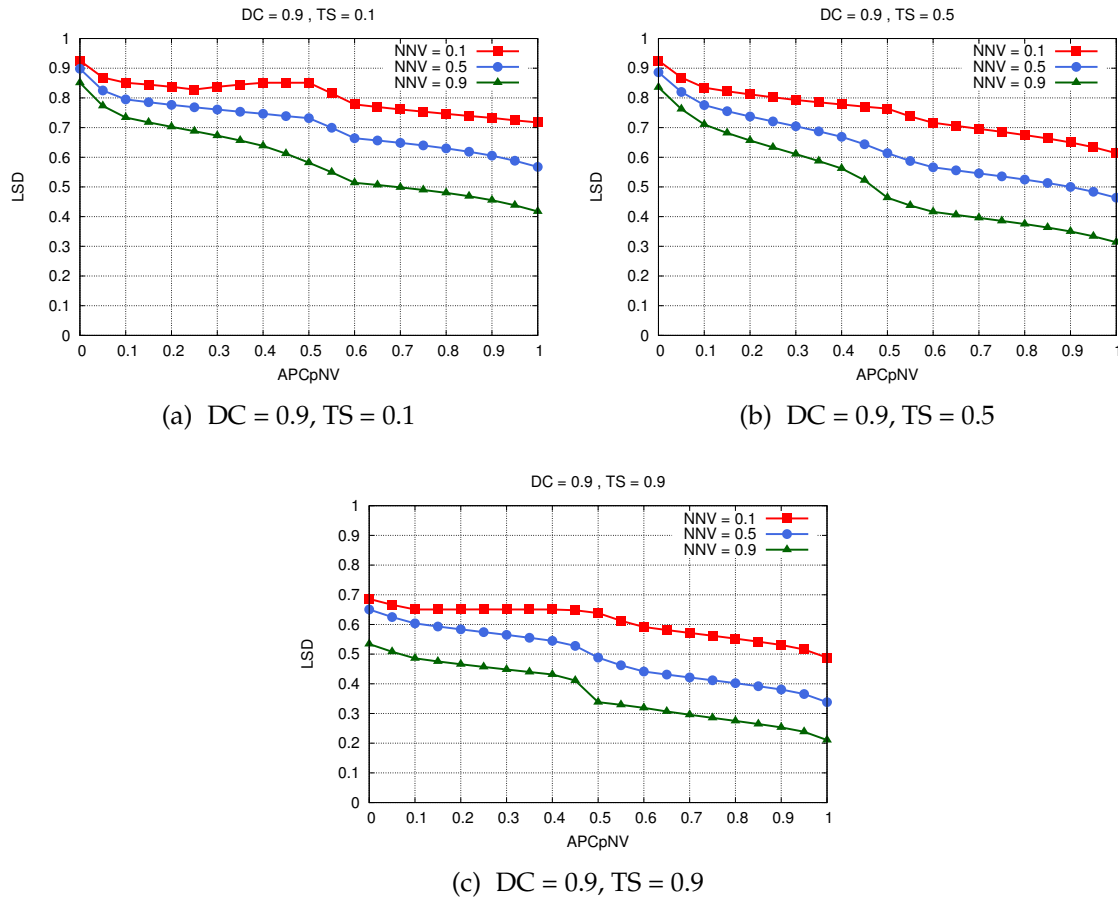 DC = 0.9 , TS = 0.1
1
0.9
0.8
0.7
0.6
0.5
0.4
0.3
0.2
0.1
0
LSD
NNV = 0.1
NNV = 0.5
NNV = 0.9
0 0.1 0.2 0.3 0.4 0.5 0.6 0.7 0.8 0.9 1
APCpNV
(a) DC = 0.9, TS = 0.1
DC = 0.9 , TS = 0.5
1
0.9
0.8
0.7
0.6
0.5
0.4
0.3
0.2
0.1
0
LSD
NNV = 0.1
NNV = 0.5
NNV = 0.9
0 0.1 0.2 0.3 0.4 0.5 0.6 0.7 0.8 0.9 1
APCpNV
(b) DC = 0.9, TS = 0.5
DC = 0.9 , TS = 0.9
1
0.9
0.8
0.7
0.6
0.5
0.4
0.3
0.2
0.1
0
LSD
NNV = 0.1
NNV = 0.5
NNV = 0.9
0 0.1 0.2 0.3 0.4 0.5 0.6 0.7 0.8 0.9 1
APCpNV
(c) DC = 0.9, TS = 0.9